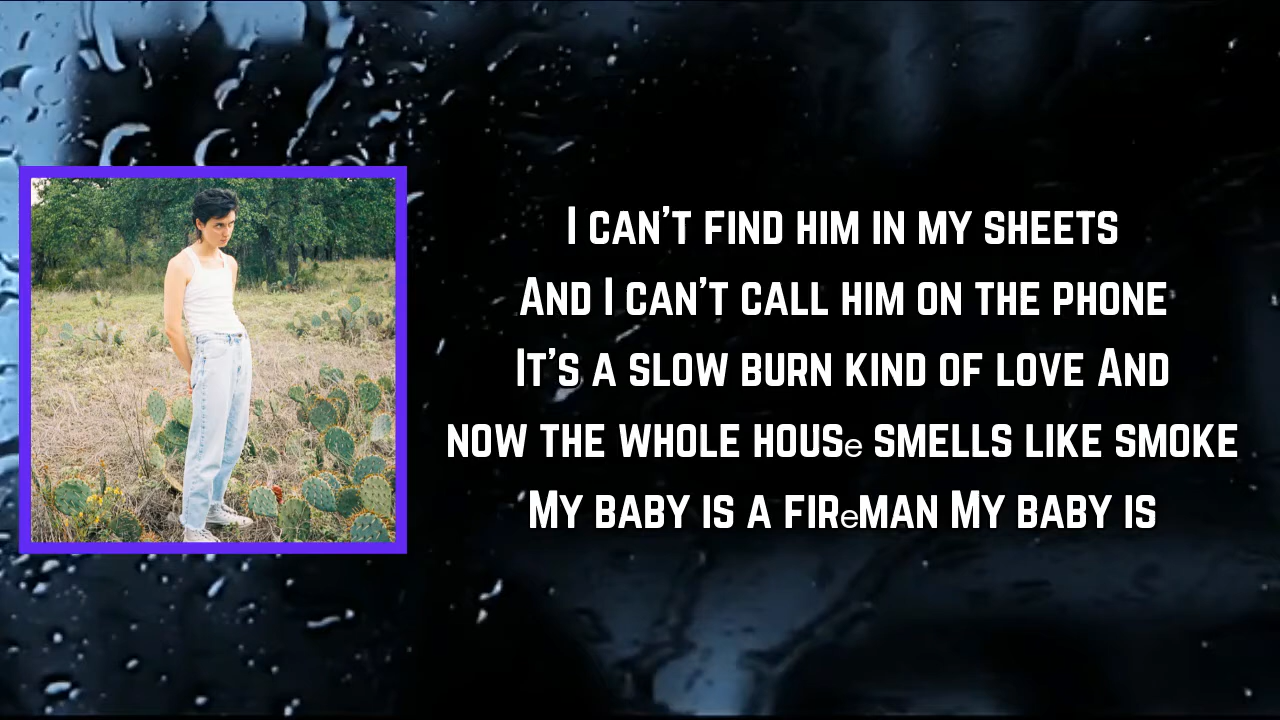 I CAN'T FIND HIM IN MY SHEETS
AND I CAN'T CALL HIM ON THE PHONE
IT'S A SLOW BURN KIND OF LOVE AND
NOW THE WHOLE HOUSe SMELLS LIKE SMOKE
MY BABY IS A FIReMAN MY BABY IS